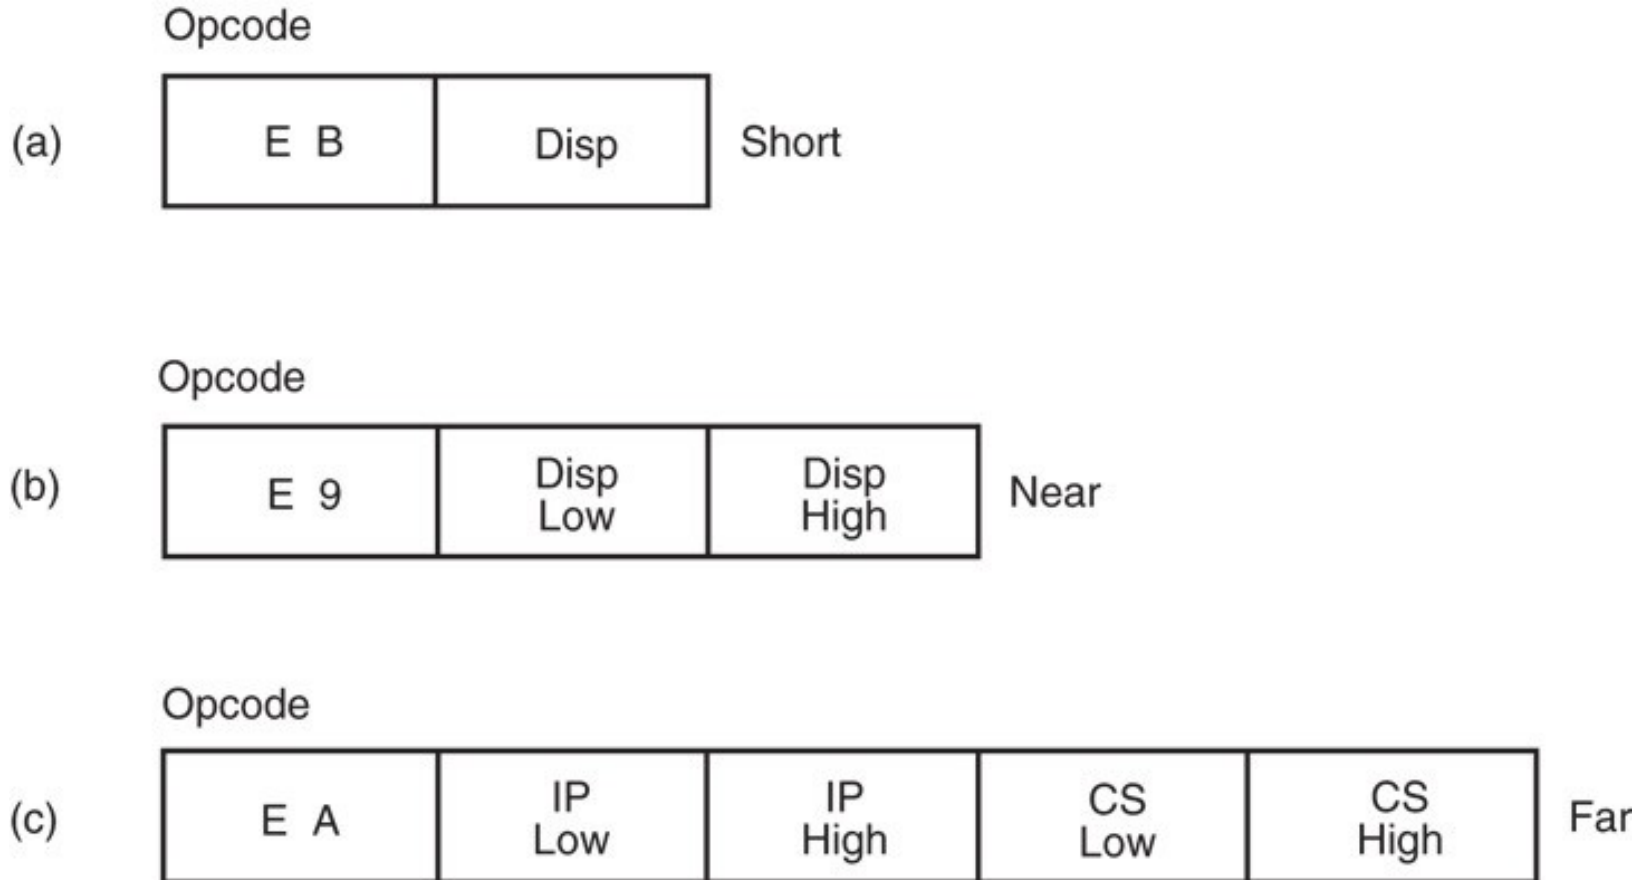 Opcode
(a) E B Disp Short
Opcode
(b) E 9 Disp Low Disp High Near
Opcode
(c) E A IP Low IP High CS Low CS High Far